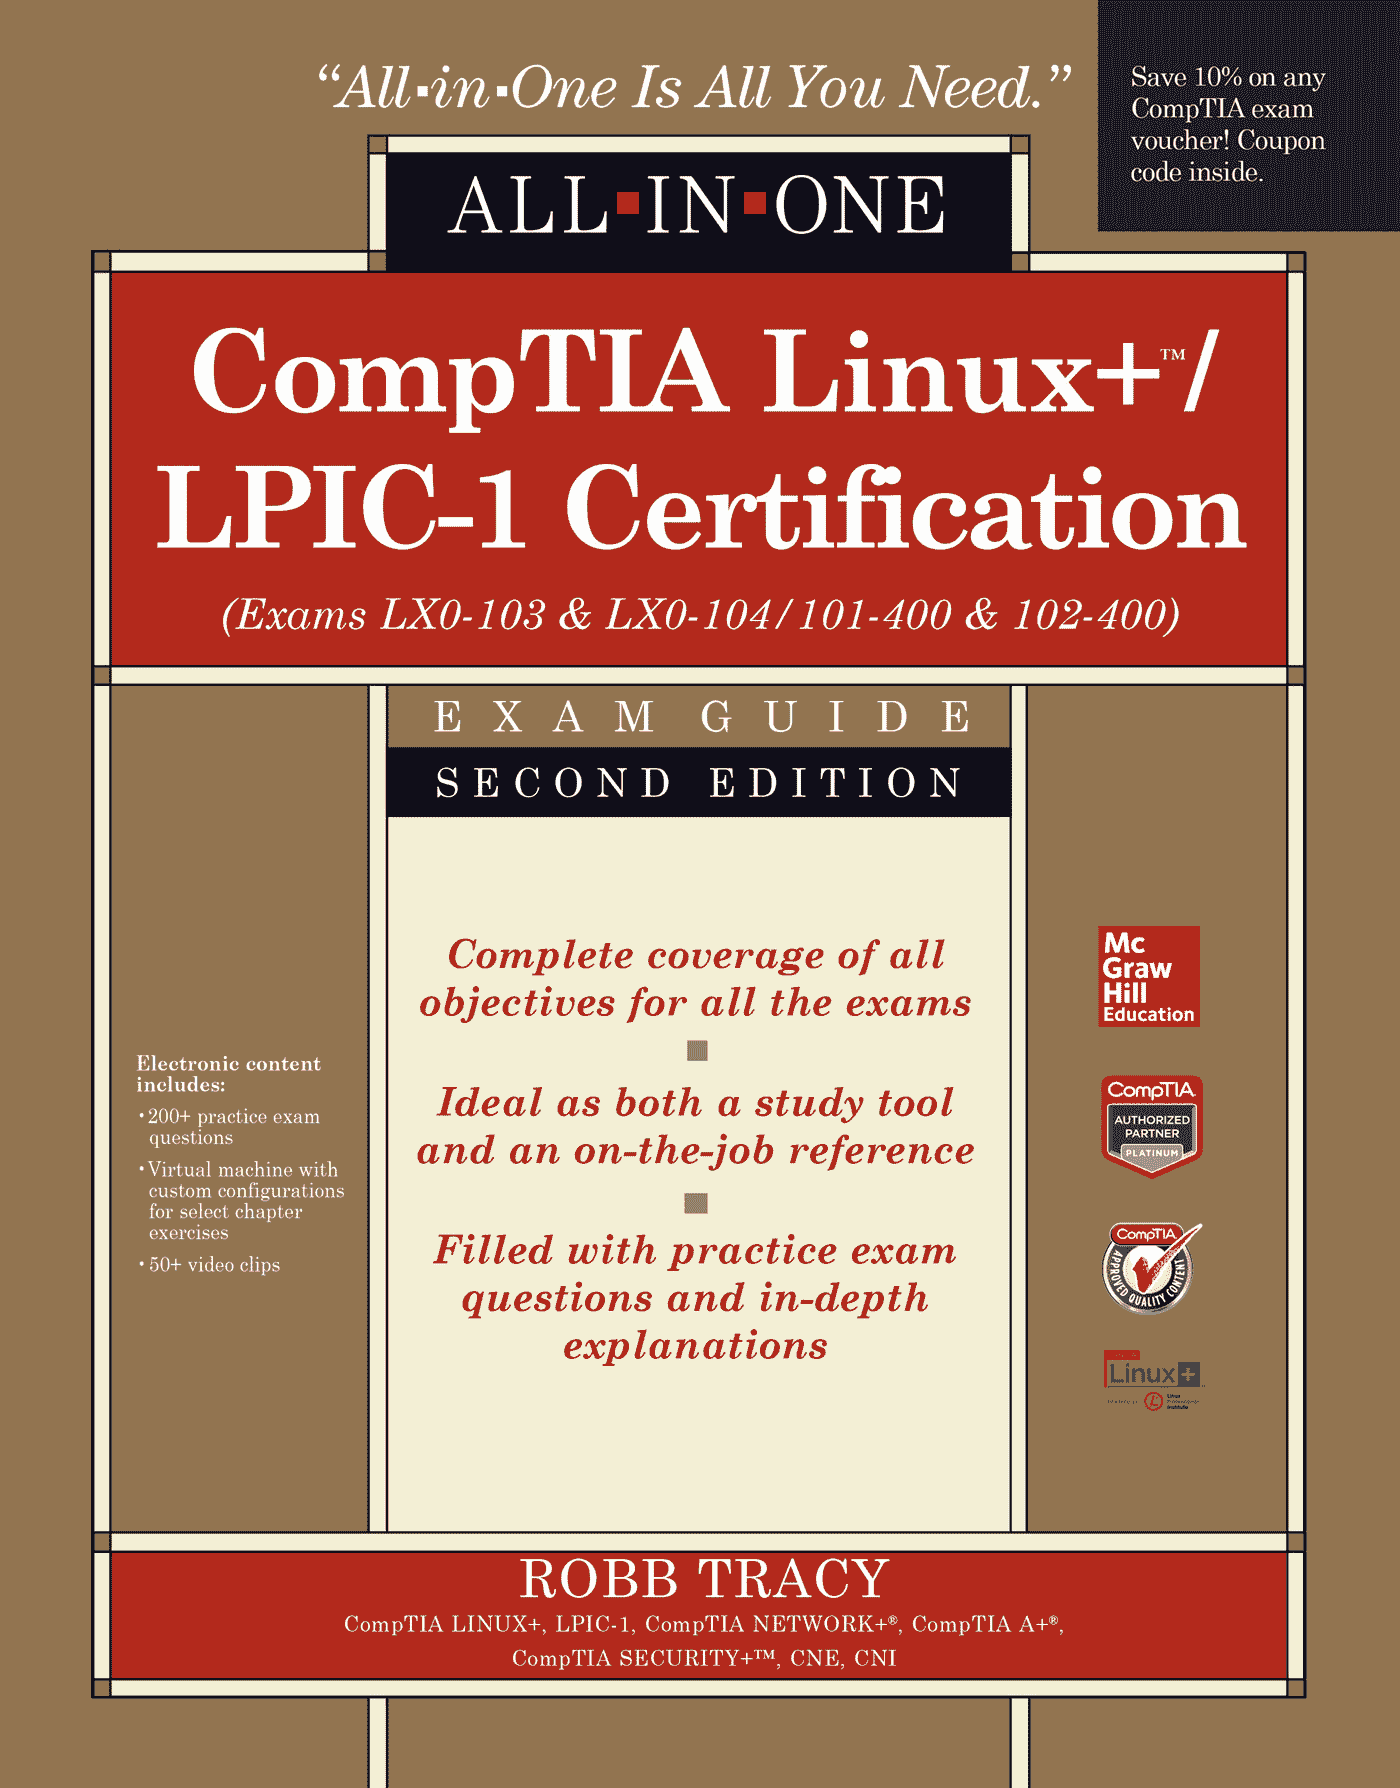 “All▪in▪One Is All You Need.”
Save 10% on any
CompTIA exam
voucher! Coupon
code inside.
ALL▪IN▪ONE
CompTIA Linux+™/
LPIC-1 Certification
(Exams LX0-103 & LX0-104/101-400 & 102-400)
EXAM GUIDE
SECOND EDITION
Complete coverage of all
objectives for all the exams
Ideal as both a study tool
and an on-the-job reference
Filled with practice exam
questions and in-depth
explanations
Electronic content
includes:
•200+ practice exam
questions
•Virtual machine with
custom configurations
for select chapter
exercises
•50+ video clips
Mc
Graw
Hill
Education
CompTIA
AUTHORIZED
PARTNER
PLATINUM
CompTIA
APPROVED QUALITY CONTENT
Linux+
Institute
ROBB TRACY
CompTIA LINUX+, LPIC-1, CompTIA NETWORK+®, CompTIA A+®,
CompTIA SECURITY+™, CNE, CNI